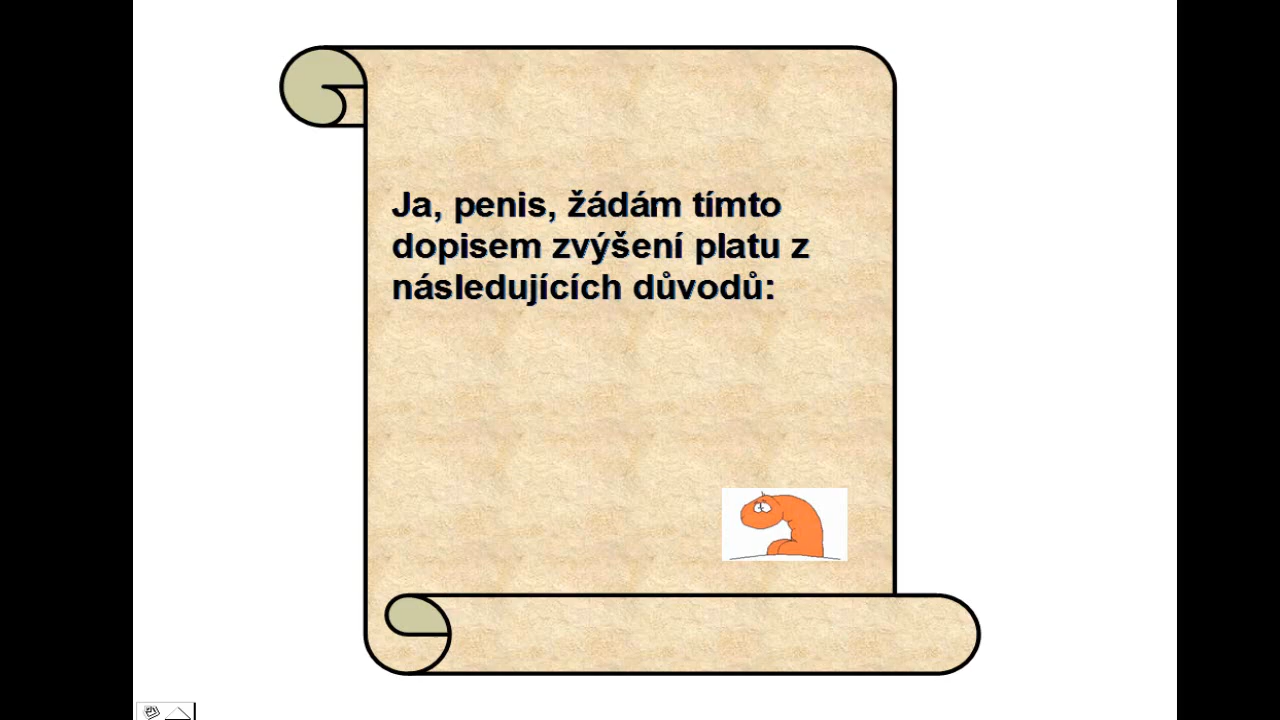 Ja, penis, žádám tímto
dopisem zvýšení platu z
následujících důvodů: